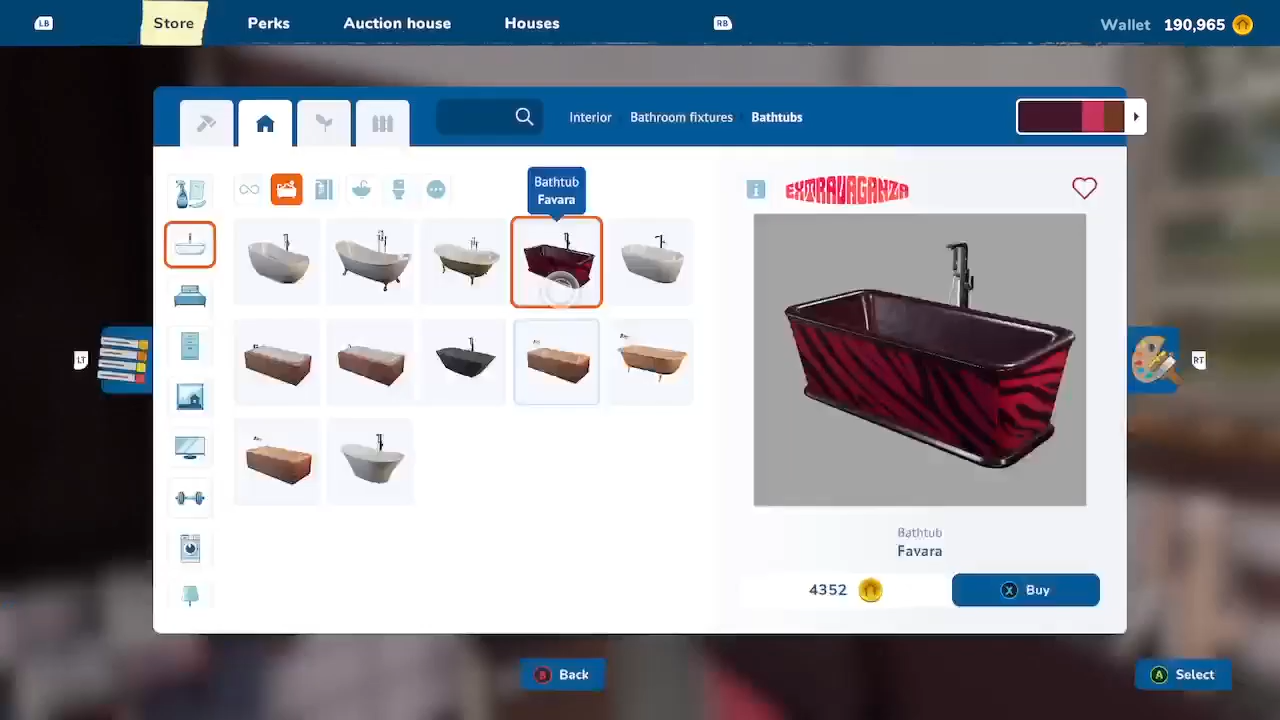 LB
Store
Perks
Auction house
Houses
RB
Wallet 190,965
Interior
Bathroom fixtures
Bathtubs
Bathtub
Favara
i
EXTRAVAGANZA
LT
RT
Bathtub
Favara
4352
X Buy
B Back
A Select